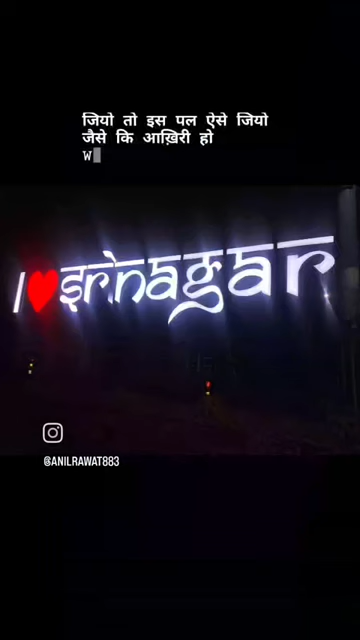 जियो तो इस पल ऐसे जियो
जैसे कि आख़िरी हो
W
I ❤ srinagar
@ANILRAWAT883